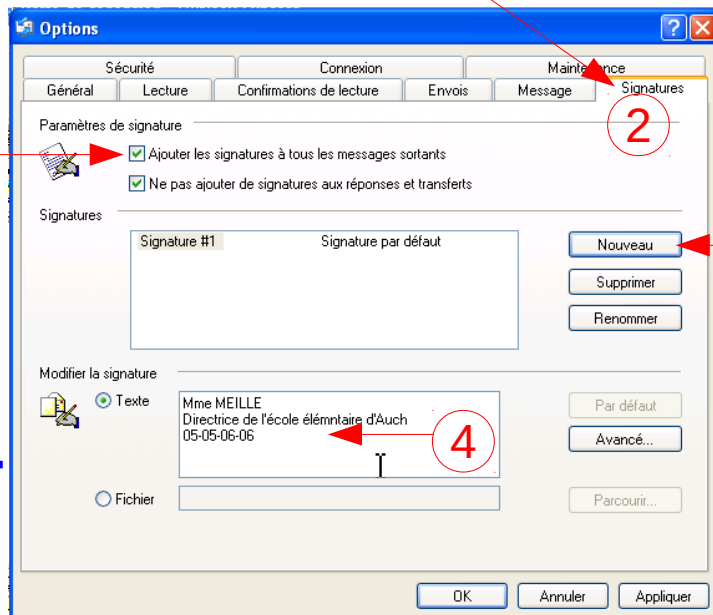 Options
Sécurité Connexion Maintenance
Général Lecture Confirmations de lecture Envois Message Signatures
2
Paramètres de signature
Ajouter les signatures à tous les messages sortants
Ne pas ajouter de signatures aux réponses et transferts
Signatures
Signature #1 Signature par défaut
Nouveau
Supprimer
Renommer
Modifier la signature
Texte
Mme MEILLE
Directrice de l'école élémntaire d'Auch
05-05-06-06
4
Par défaut
Avancé...
Fichier
Parcourir...
OK Annuler Appliquer